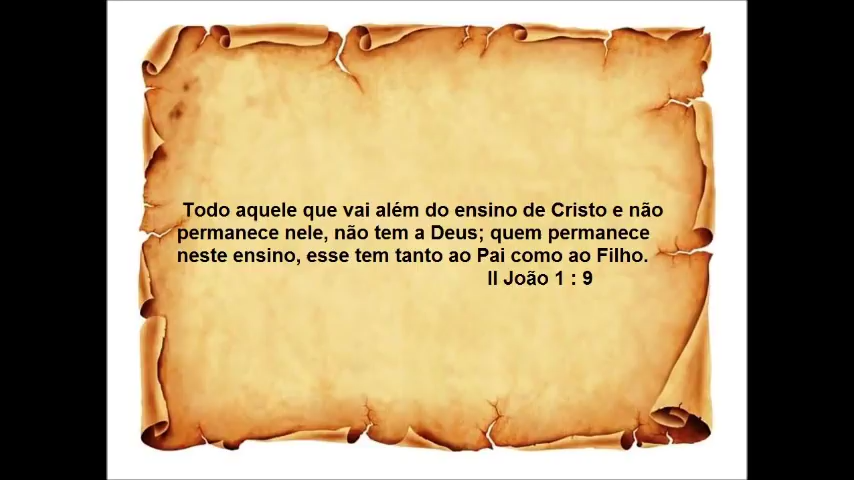 Todo aquele que vai além do ensino de Cristo e não
permanece nele, não tem a Deus; quem permanece
neste ensino, esse tem tanto ao Pai como ao Filho.
II João 1 : 9